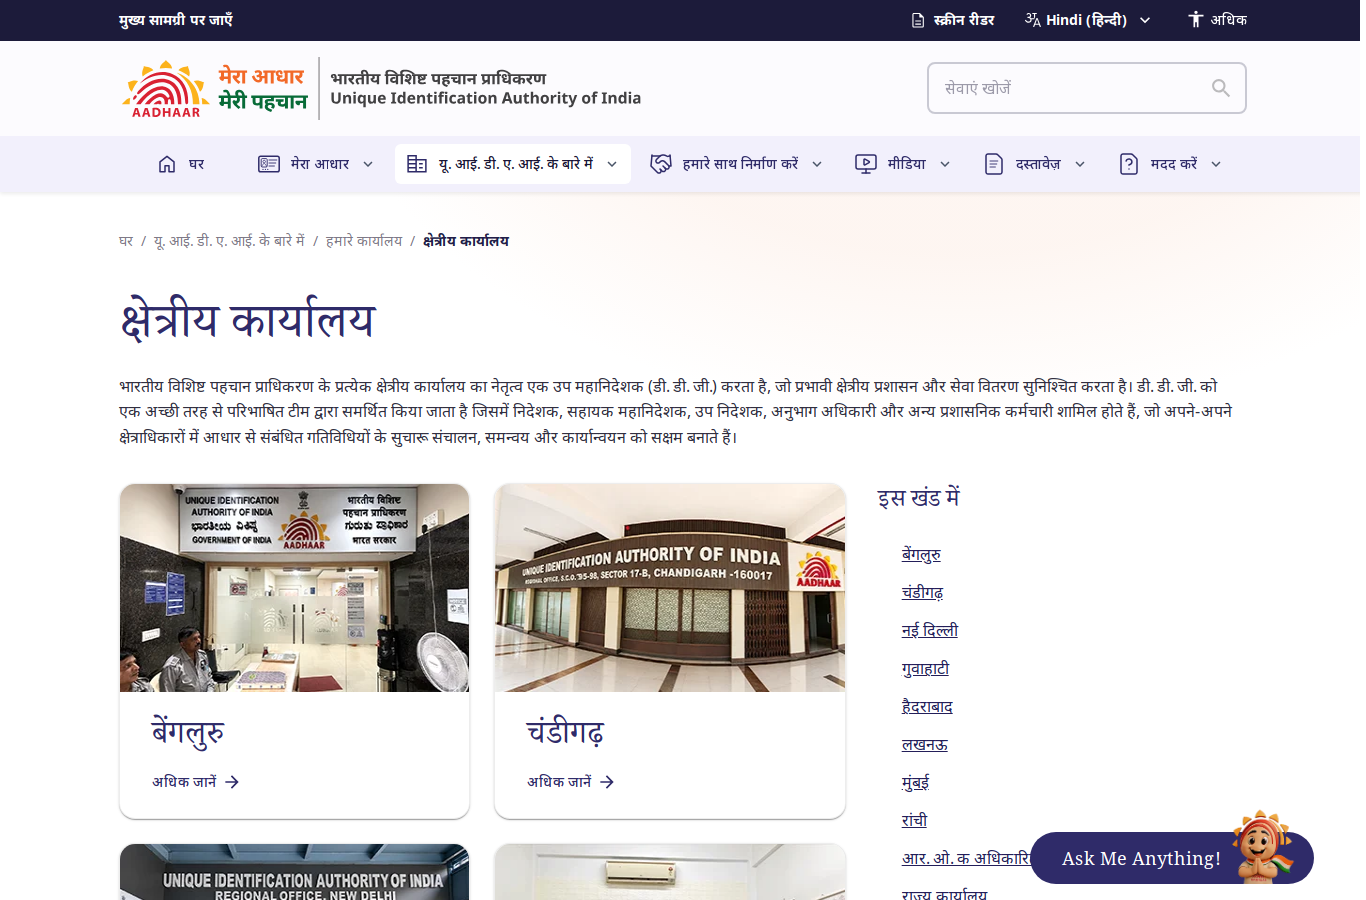 मुख्य सामग्री पर जाएँ
स्क्रीन रीडर
Hindi (हिन्दी)
अधिक
AADHAAR
मेरा आधार
मेरी पहचान
भारतीय विशिष्ट पहचान प्राधिकरण
Unique Identification Authority of India
सेवाएं खोजें
घर
मेरा आधार
यू. आई. डी. ए. आई. के बारे में
हमारे साथ निर्माण करें
मीडिया
दस्तावेज़
मदद करें
घर / यू. आई. डी. ए. आई. के बारे में / हमारे कार्यालय / क्षेत्रीय कार्यालय
क्षेत्रीय कार्यालय
भारतीय विशिष्ट पहचान प्राधिकरण के प्रत्येक क्षेत्रीय कार्यालय का नेतृत्व एक उप महानिदेशक (डी. डी. जी.) करता है, जो प्रभावी क्षेत्रीय प्रशासन और सेवा वितरण सुनिश्चित करता है। डी. डी. जी. को
एक अच्छी तरह से परिभाषित टीम द्वारा समर्थित किया जाता है जिसमें निदेशक, सहायक महानिदेशक, उप निदेशक, अनुभाग अधिकारी और अन्य प्रशासनिक कर्मचारी शामिल होते हैं, जो अपने-अपने
क्षेत्राधिकारों में आधार से संबंधित गतिविधियों के सुचारू संचालन, समन्वय और कार्यान्वयन को सक्षम बनाते हैं।
UNIQUE IDENTIFICATION
AUTHORITY OF INDIA
ಭಾರತೀಯ ವಿಶಿಷ್ಟ
GOVERNMENT OF INDIA
AADHAAR
भारतीय विशिष्ट
पहचान प्राधिकरण
ಗುರುತು ಪ್ರಾಧಿಕಾರ
भारत सरकार
बेंगलुरु
अधिक जानें
UNIQUE IDENTIFICATION AUTHORITY OF INDIA
REGIONAL OFFICE, S.C.O. 95-98, SECTOR 17-B, CHANDIGARH -160017
AADHAAR
चंडीगढ़
अधिक जानें
UNIQUE IDENTIFICATION AUTHORITY OF INDIA
REGIONAL OFFICE, NEW DELHI
इस खंड में
बेंगलुरु
चंडीगढ़
नई दिल्ली
गुवाहाटी
हैदराबाद
लखनऊ
मुंबई
रांची
आर. ओ. क
राज्य कार्यालय
Ask Me Anything!